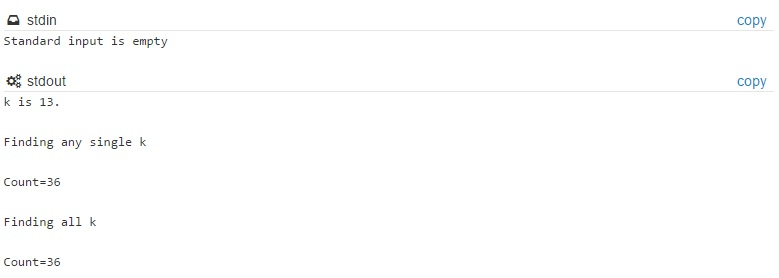 stdin copy
Standard input is empty
stdout copy
k is 13.
Finding any single k
Count=36
Finding all k
Count=36